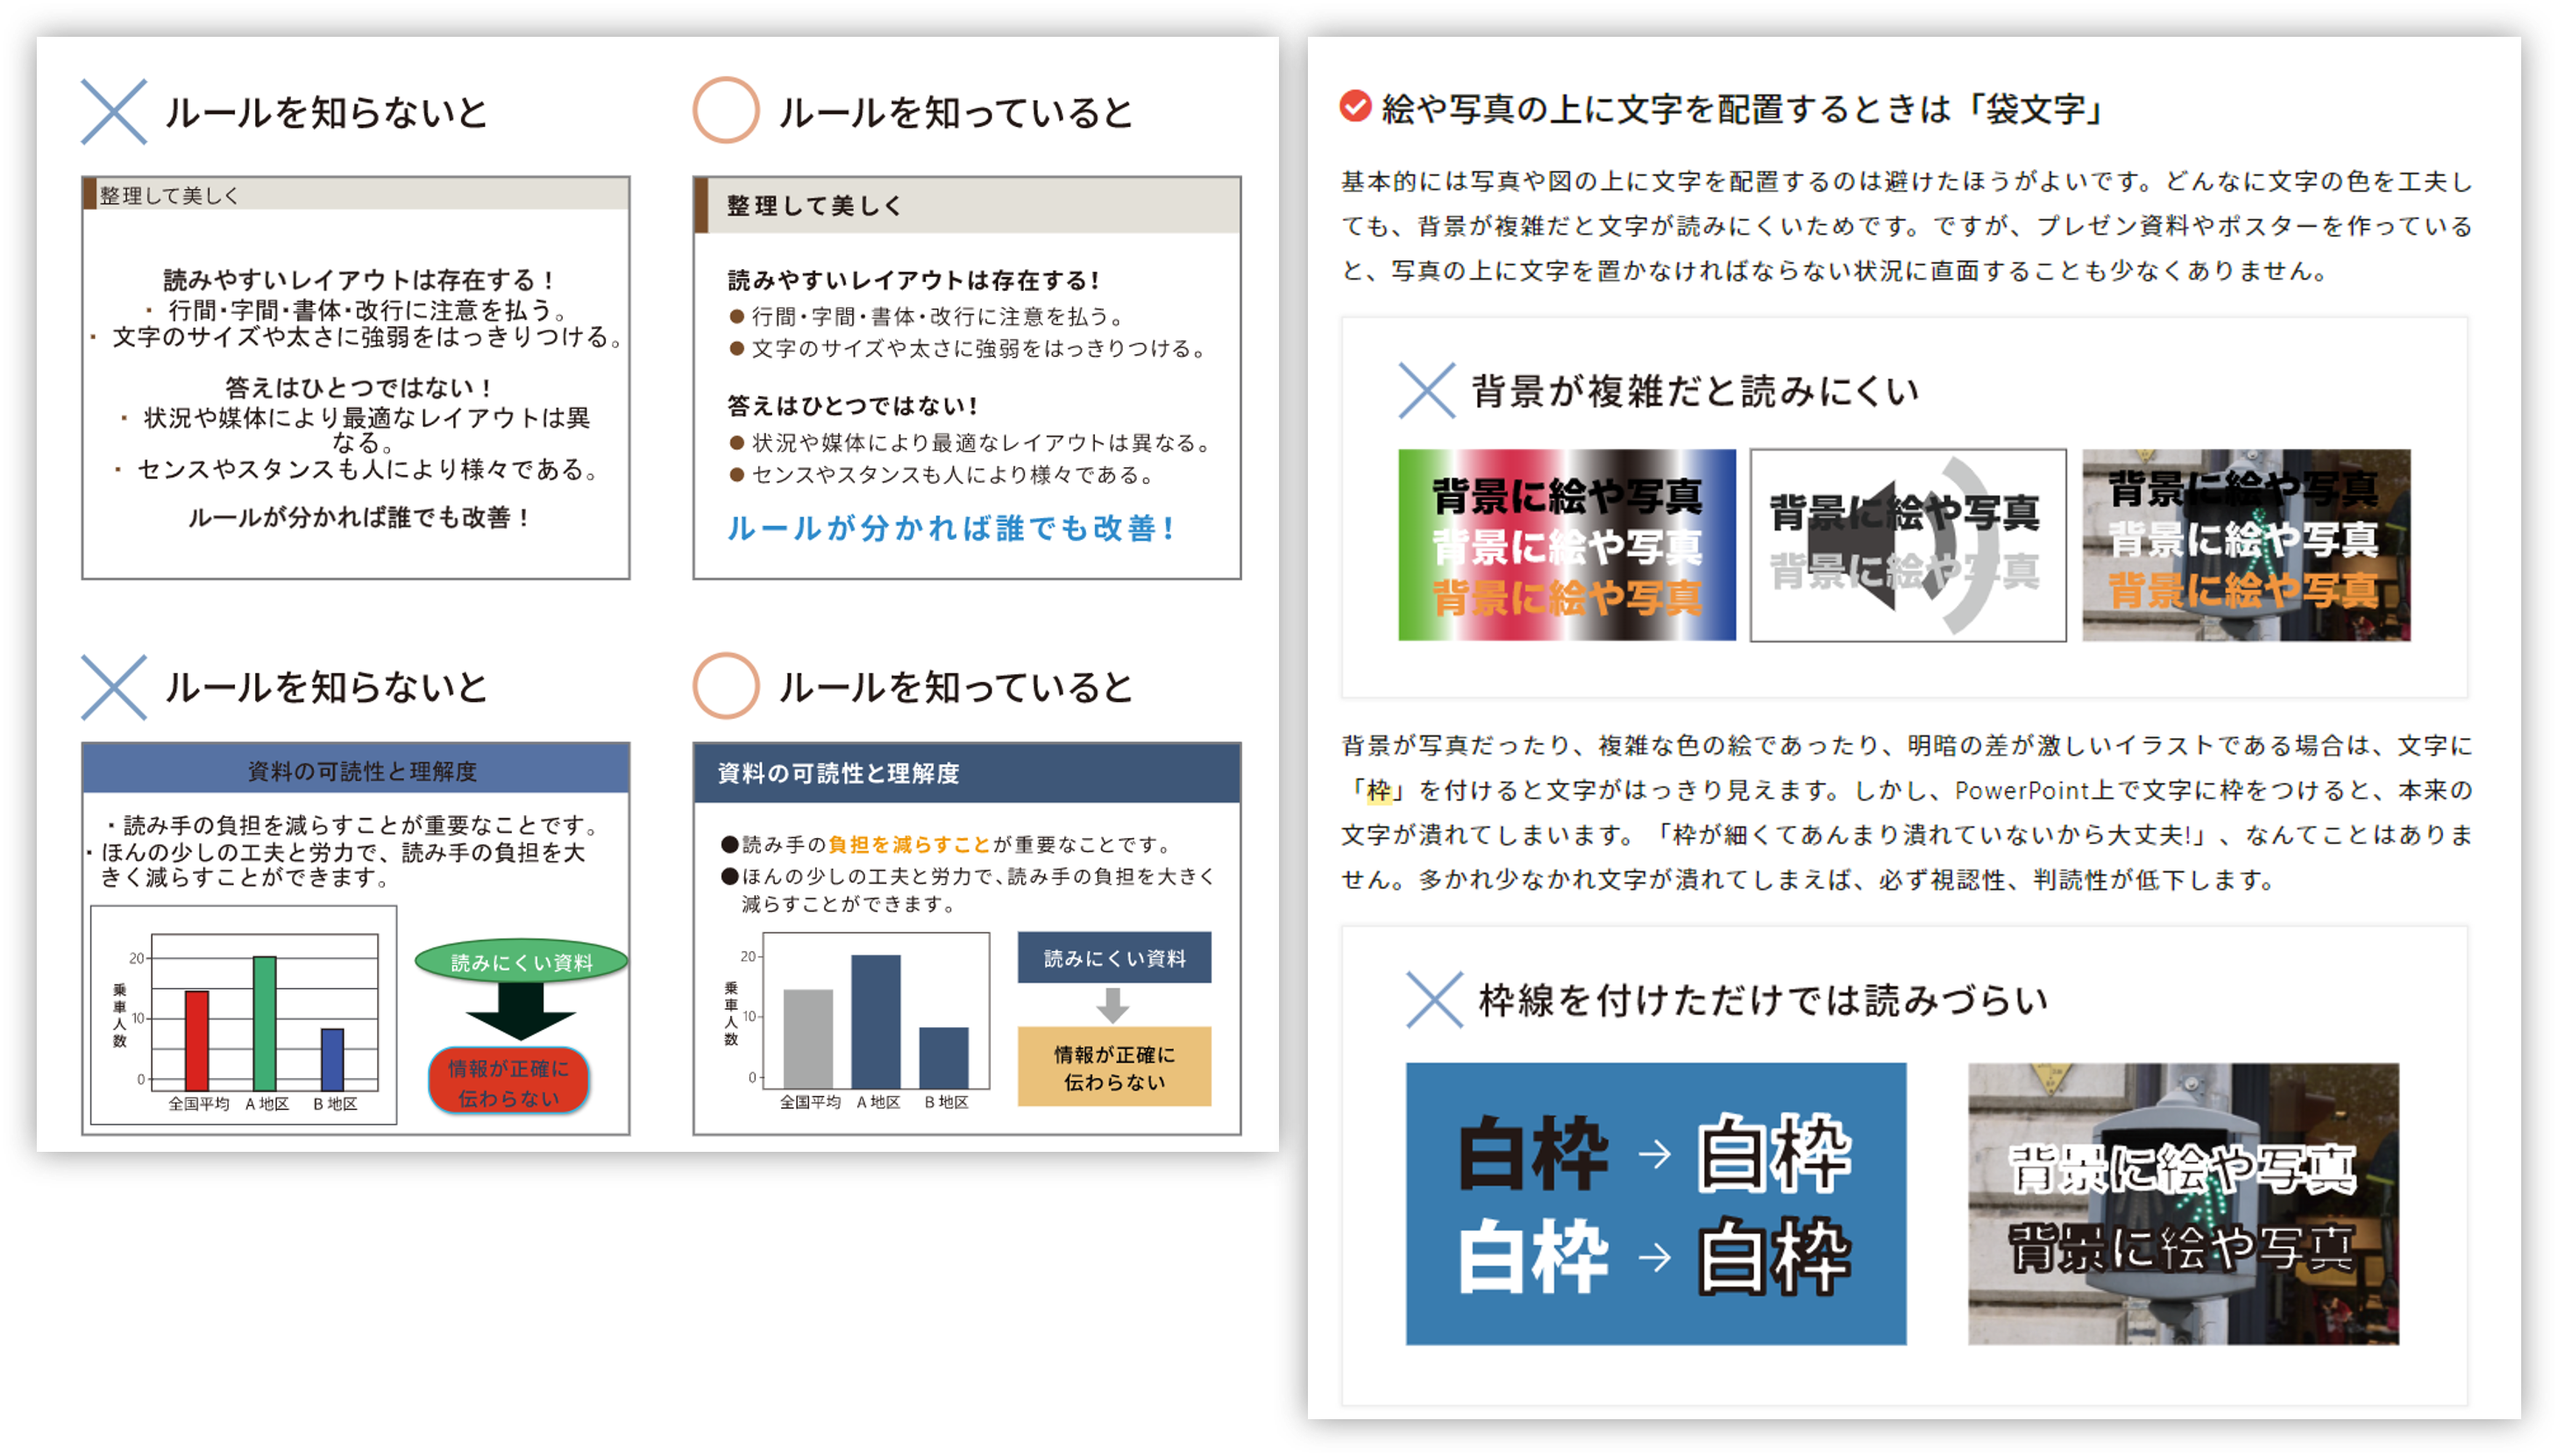 ルールを知らないと
整理して美しく
読みやすいレイアウトは存在する！
・ 行間・字間・書体・改行に注意を払う。
・ 文字のサイズや太さに強弱をはっきりつける。
答えはひとつではない！
・ 状況や媒体により最適なレイアウトは異
なる。
・ センスやスタンスも人により様々である。
ルールが分かれば誰でも改善！
ルールを知っていると
整理して美しく
読みやすいレイアウトは存在する！
● 行間・字間・書体・改行に注意を払う。
● 文字のサイズや太さに強弱をはっきりつける。
答えはひとつではない！
● 状況や媒体により最適なレイアウトは異なる。
● センスやスタンスも人により様々である。
ルールが分かれば誰でも改善！
ルールを知らないと
資料の可読性と理解度
・読み手の負担を減らすことが重要なことです。
・ほんの少しの工夫と労力で、読み手の負担を大
きく減らすことができます。
乗車人数
20
10
0
全国平均 A 地区 B 地区
読みにくい資料
情報が正確に
伝わらない
ルールを知っていると
資料の可読性と理解度
●読み手の負担を減らすことが重要なことです。
●ほんの少しの工夫と労力で、読み手の負担を大きく
減らすことができます。
乗車人数
20
10
0
全国平均 A 地区 B 地区
読みにくい資料
情報が正確に
伝わらない
絵や写真の上に文字を配置するときは「袋文字」
基本的には写真や図の上に文字を配置するのは避けたほうがよいです。どんなに文字の色を工夫し
ても、背景が複雑だと文字が読みにくいためです。ですが、プレゼン資料やポスターを作っている
と、写真の上に文字を置かなければならない状況に直面することも少なくありません。
背景が複雑だと読みにくい
背景に絵や写真
背景に絵や写真
背景に絵や写真
背景に絵や写真
背景に絵や写真
背景に絵や写真
背景に絵や写真
背景に絵や写真
背景が写真だったり、複雑な色の絵であったり、明暗の差が激しいイラストである場合は、文字に
「枠」を付けると文字がはっきり見えます。しかし、PowerPoint上で文字に枠をつけると、本来の
文字が潰れてしまいます。「枠が細くてあんまり潰れていないから大丈夫!」、なんてことはありま
せん。多かれ少なかれ文字が潰れてしまえば、必ず視認性、判読性が低下します。
枠線を付けただけでは読みづらい
白枠 → 白枠
白枠 → 白枠
背景に絵や写真
背景に絵や写真